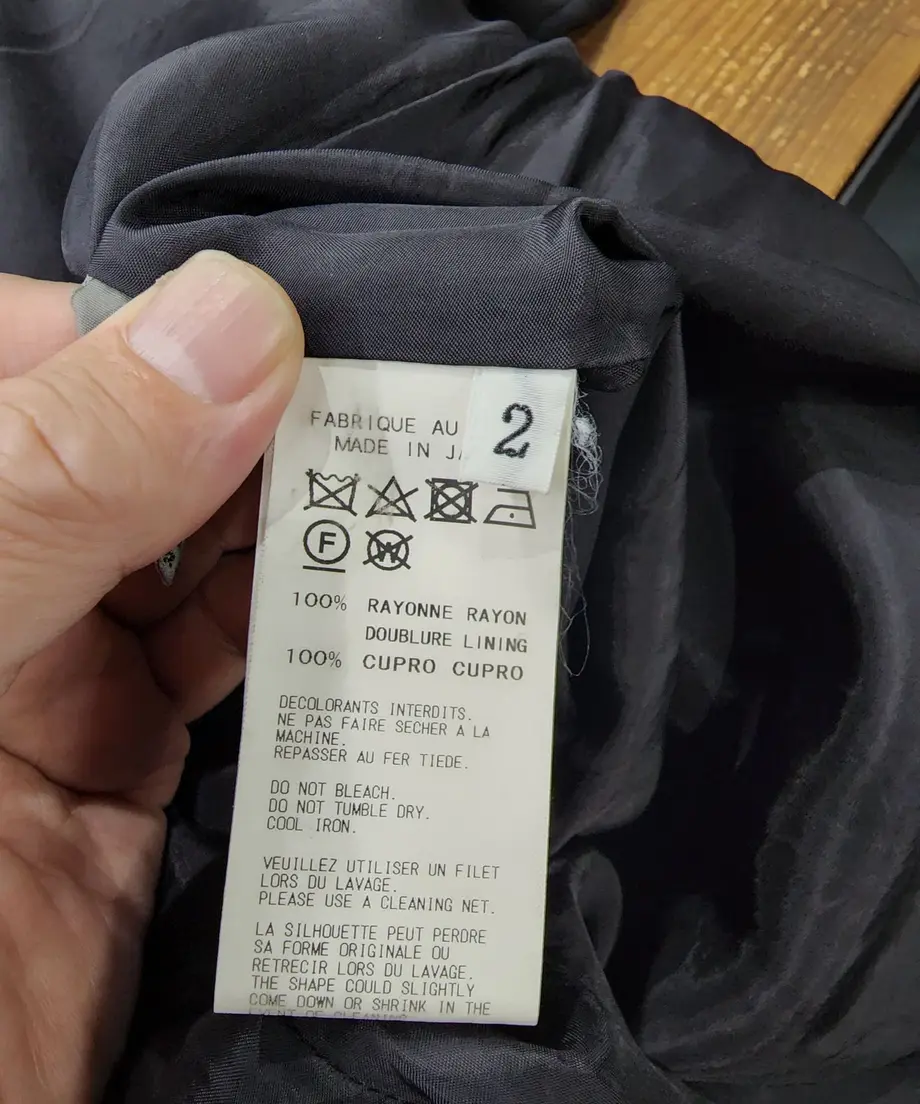 2
FABRIQUE AU
MADE IN
F
W
100% RAYONNE RAYON
DOUBLURE LINING
100% CUPRO CUPRO
DECOLORANTS INTERDITS.
NE PAS FAIRE SECHER A LA
MACHINE.
REPASSER AU FER TIEDE.
DO NOT BLEACH.
DO NOT TUMBLE DRY.
COOL IRON.
VEUILLEZ UTILISER UN FILET
LORS DU LAVAGE.
PLEASE USE A CLEANING NET.
LA SILHOUETTE PEUT PERDRE
SA FORME ORIGINALE OU
RETRECIR LORS DU LAVAGE.
THE SHAPE COULD SLIGHTLY
COME DOWN OR SHRINK IN THE